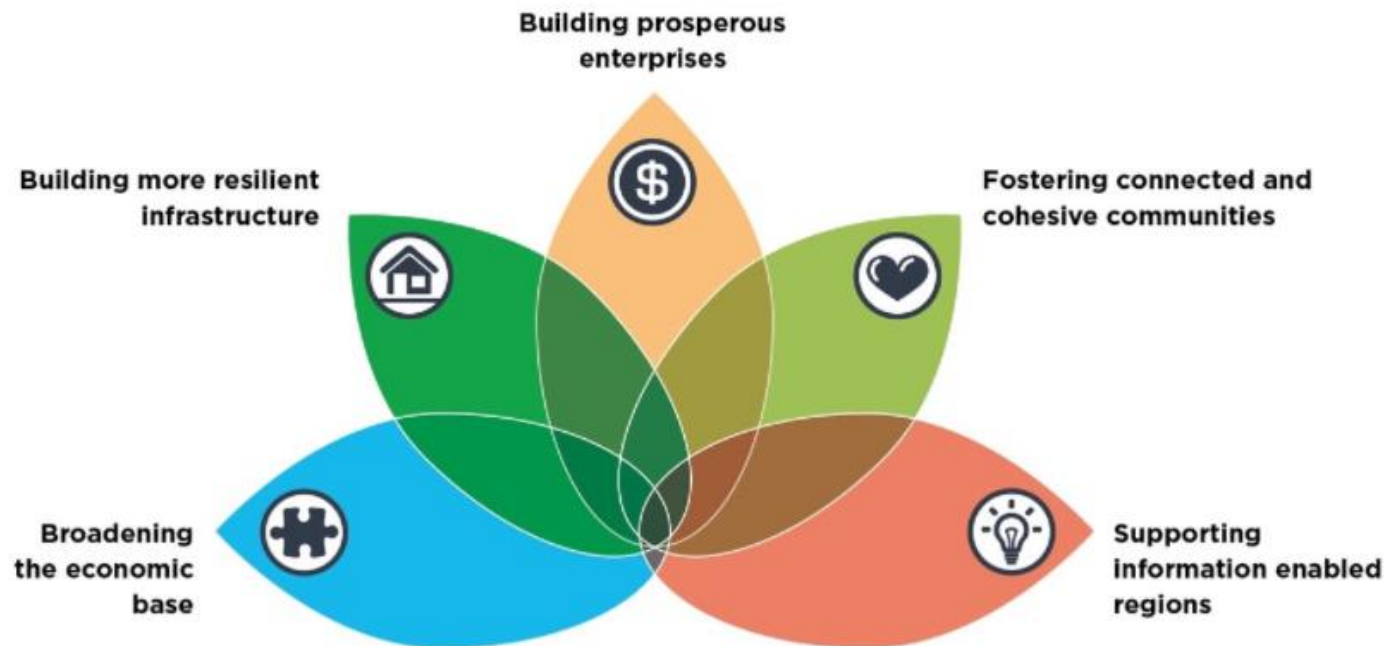 Building prosperous
enterprises
Building more resilient
infrastructure
Fostering connected and
cohesive communities
$
Broadening
the economic
base
Supporting
information enabled
regions